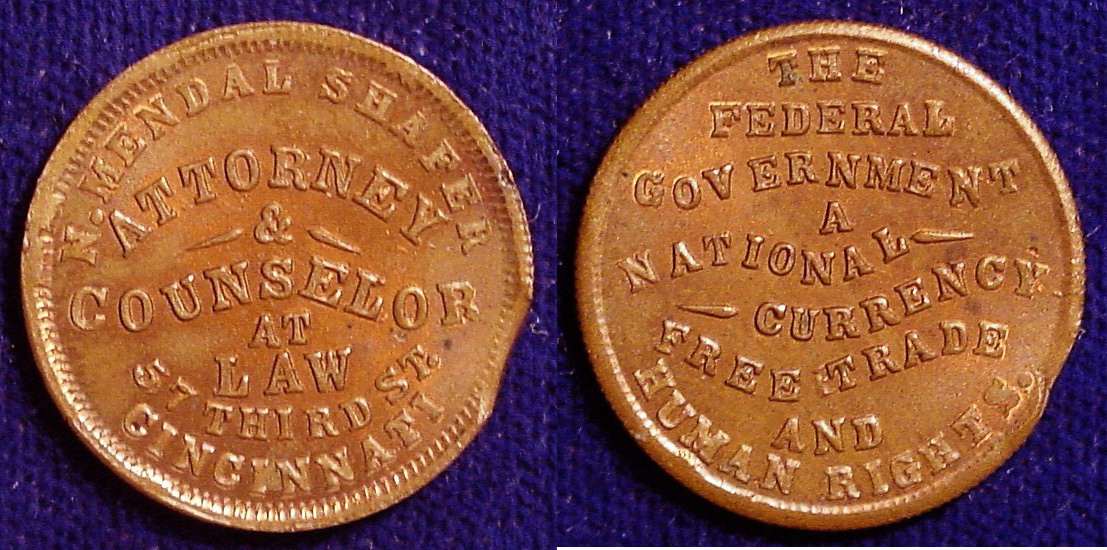 N. MENDAL SHAFER
ATTORNEY
&
COUNSELOR
AT
LAW
57 THIRD ST.
CINCINNATI
THE
FEDERAL
GOVERNMENT
A
NATIONAL
CURRENCY
FREE TRADE
AND
HUMAN RIGHTS.